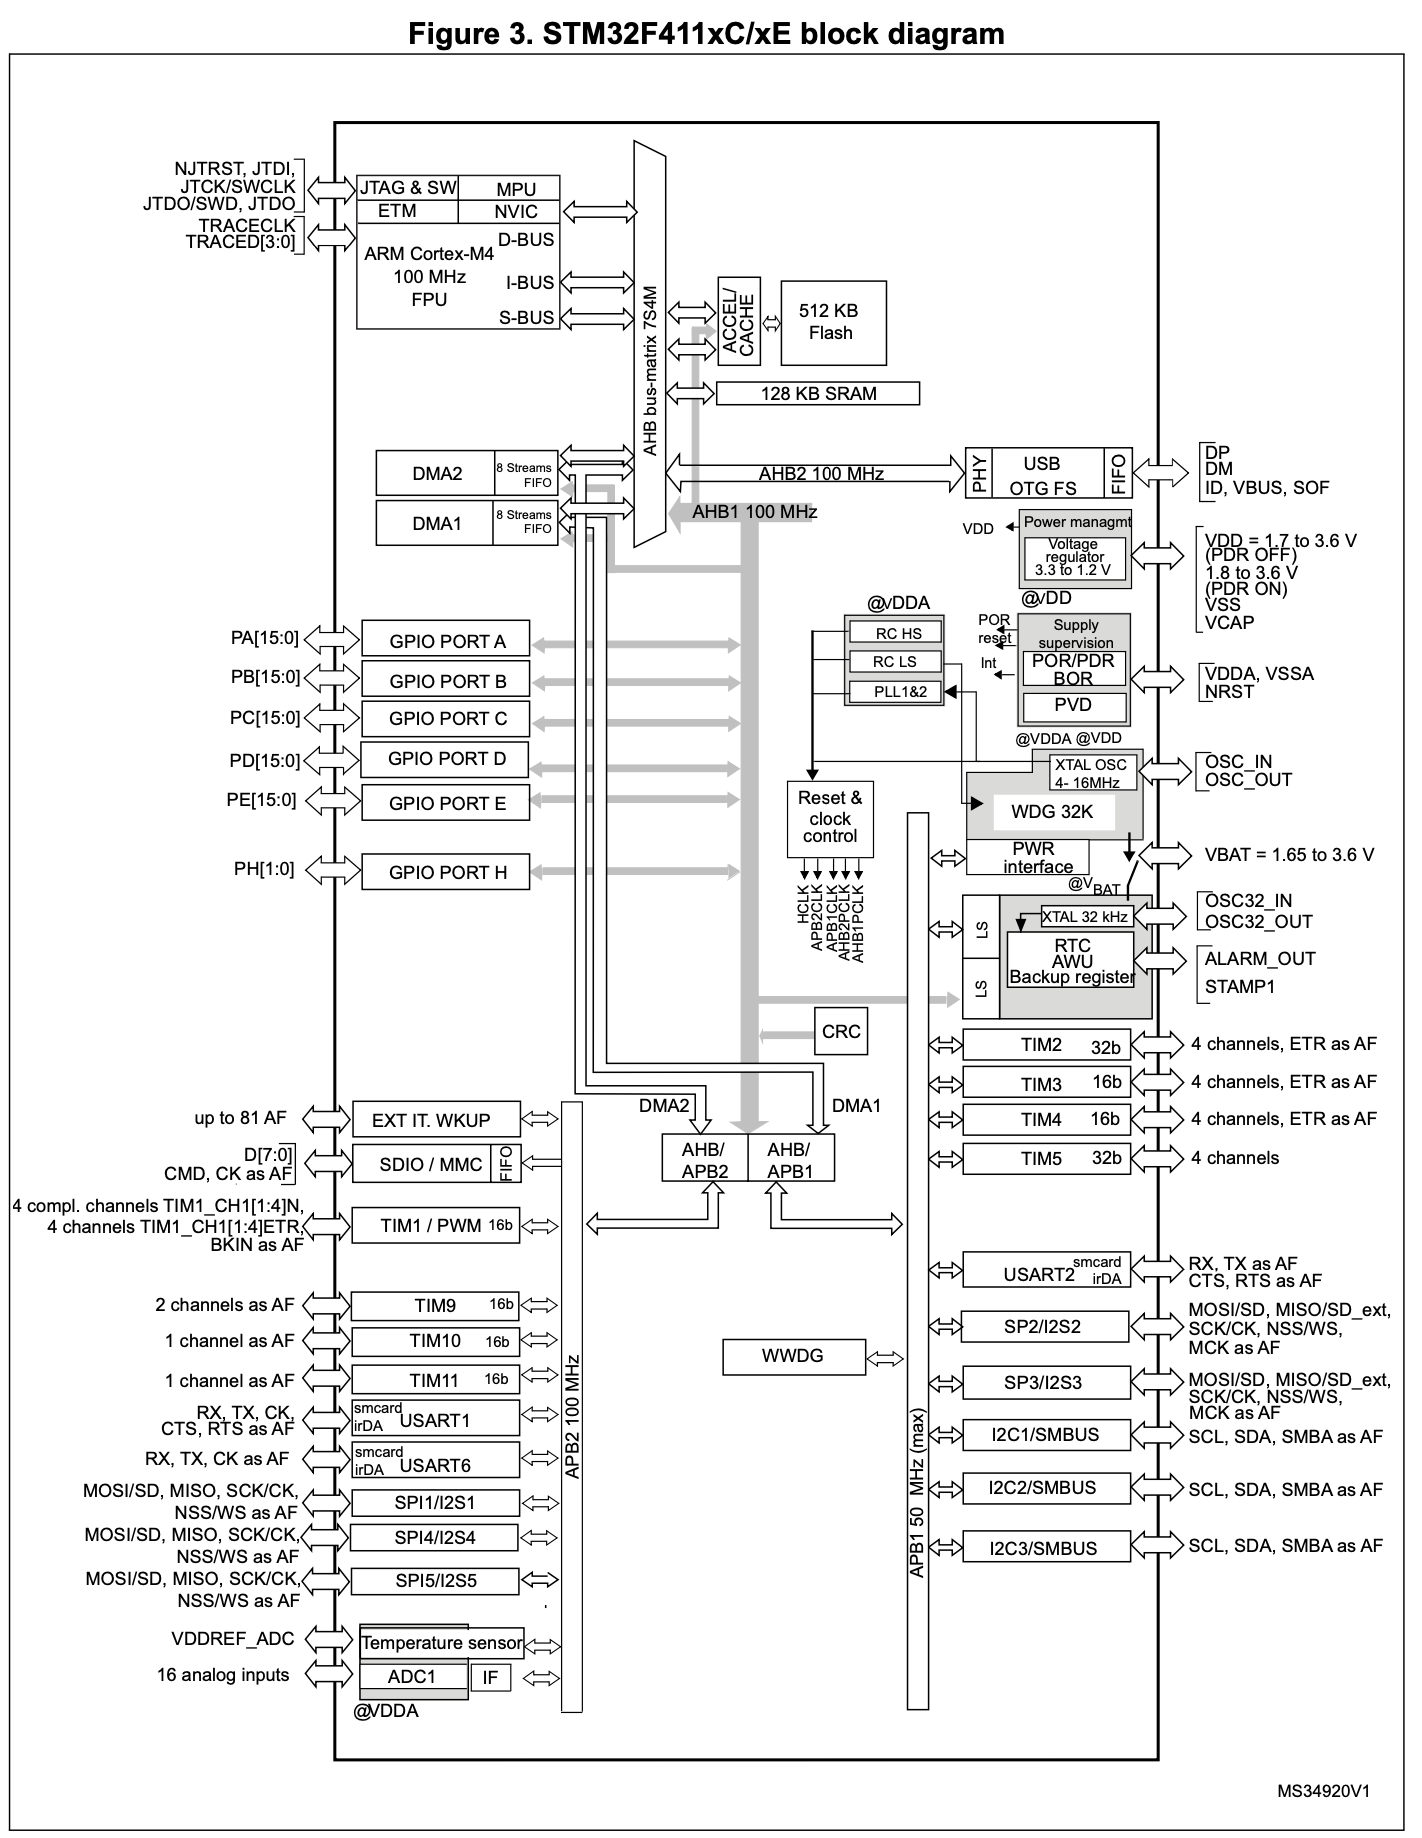 Figure 3. STM32F411xC/xE block diagram
NJTRST, JTDI,
JTCK/SWCLK
JTDO/SWD, JTDO
TRACECLK
TRACED[3:0]
JTAG & SW
MPU
ETM
NVIC
D-BUS
ARM Cortex-M4
100 MHz
FPU
I-BUS
S-BUS
AHB bus-matrix 7S4M
ACCEL/
CACHE
512 KB
Flash
128 KB SRAM
DMA2
8 Streams
FIFO
DMA1
8 Streams
FIFO
AHB2 100 MHz
AHB1 100 MHz
PHY
USB
OTG FS
FIFO
DP
DM
ID, VBUS, SOF
VDD
Power managmt
Voltage
regulator
3.3 to 1.2 V
VDD = 1.7 to 3.6 V
(PDR OFF)
1.8 to 3.6 V
(PDR ON)
VSS
VCAP
@VDD
@VDDA
RC HS
RC LS
PLL1&2
POR
reset
Int
Supply
supervision
POR/PDR
BOR
PVD
VDDA, VSSA
NRST
PA[15:0]
GPIO PORT A
PB[15:0]
GPIO PORT B
PC[15:0]
GPIO PORT C
PD[15:0]
GPIO PORT D
PE[15:0]
GPIO PORT E
PH[1:0]
GPIO PORT H
@VDDA @VDD
XTAL OSC
4- 16MHz
WDG 32K
OSC_IN
OSC_OUT
Reset &
clock
control
HCLK
APB2CLK
APB1CLK
AHB2PCLK
AHB1PCLK
PWR
interface
VBAT = 1.65 to 3.6 V
@VBAT
LS
LS
XTAL 32 kHz
RTC
AWU
Backup register
OSC32_IN
OSC32_OUT
ALARM_OUT
STAMP1
CRC
TIM2 32b
4 channels, ETR as AF
TIM3 16b
4 channels, ETR as AF
TIM4 16b
4 channels, ETR as AF
TIM5 32b
4 channels
DMA2
DMA1
AHB/
APB2
AHB/
APB1
up to 81 AF
EXT IT. WKUP
D[7:0]
CMD, CK as AF
SDIO / MMC
FIFO
4 compl. channels TIM1_CH1[1:4]N,
4 channels TIM1_CH1[1:4]ETR,
BKIN as AF
TIM1 / PWM 16b
2 channels as AF
TIM9 16b
1 channel as AF
TIM10 16b
1 channel as AF
TIM11 16b
RX, TX, CK,
CTS, RTS as AF
smcard
irDA
USART1
RX, TX, CK as AF
smcard
irDA
USART6
MOSI/SD, MISO, SCK/CK,
NSS/WS as AF
SPI1/I2S1
MOSI/SD, MISO, SCK/CK,
NSS/WS as AF
SPI4/I2S4
MOSI/SD, MISO, SCK/CK,
NSS/WS as AF
SPI5/I2S5
VDDREF_ADC
Temperature sensor
16 analog inputs
ADC1
IF
@VDDA
APB2 100 MHz
WWDG
APB1 50 MHz (max)
USART2
smcard
irDA
RX, TX as AF
CTS, RTS as AF
SP2/I2S2
MOSI/SD, MISO/SD_ext,
SCK/CK, NSS/WS,
MCK as AF
SP3/I2S3
MOSI/SD, MISO/SD_ext,
SCK/CK, NSS/WS,
MCK as AF
I2C1/SMBUS
SCL, SDA, SMBA as AF
I2C2/SMBUS
SCL, SDA, SMBA as AF
I2C3/SMBUS
SCL, SDA, SMBA as AF
MS34920V1